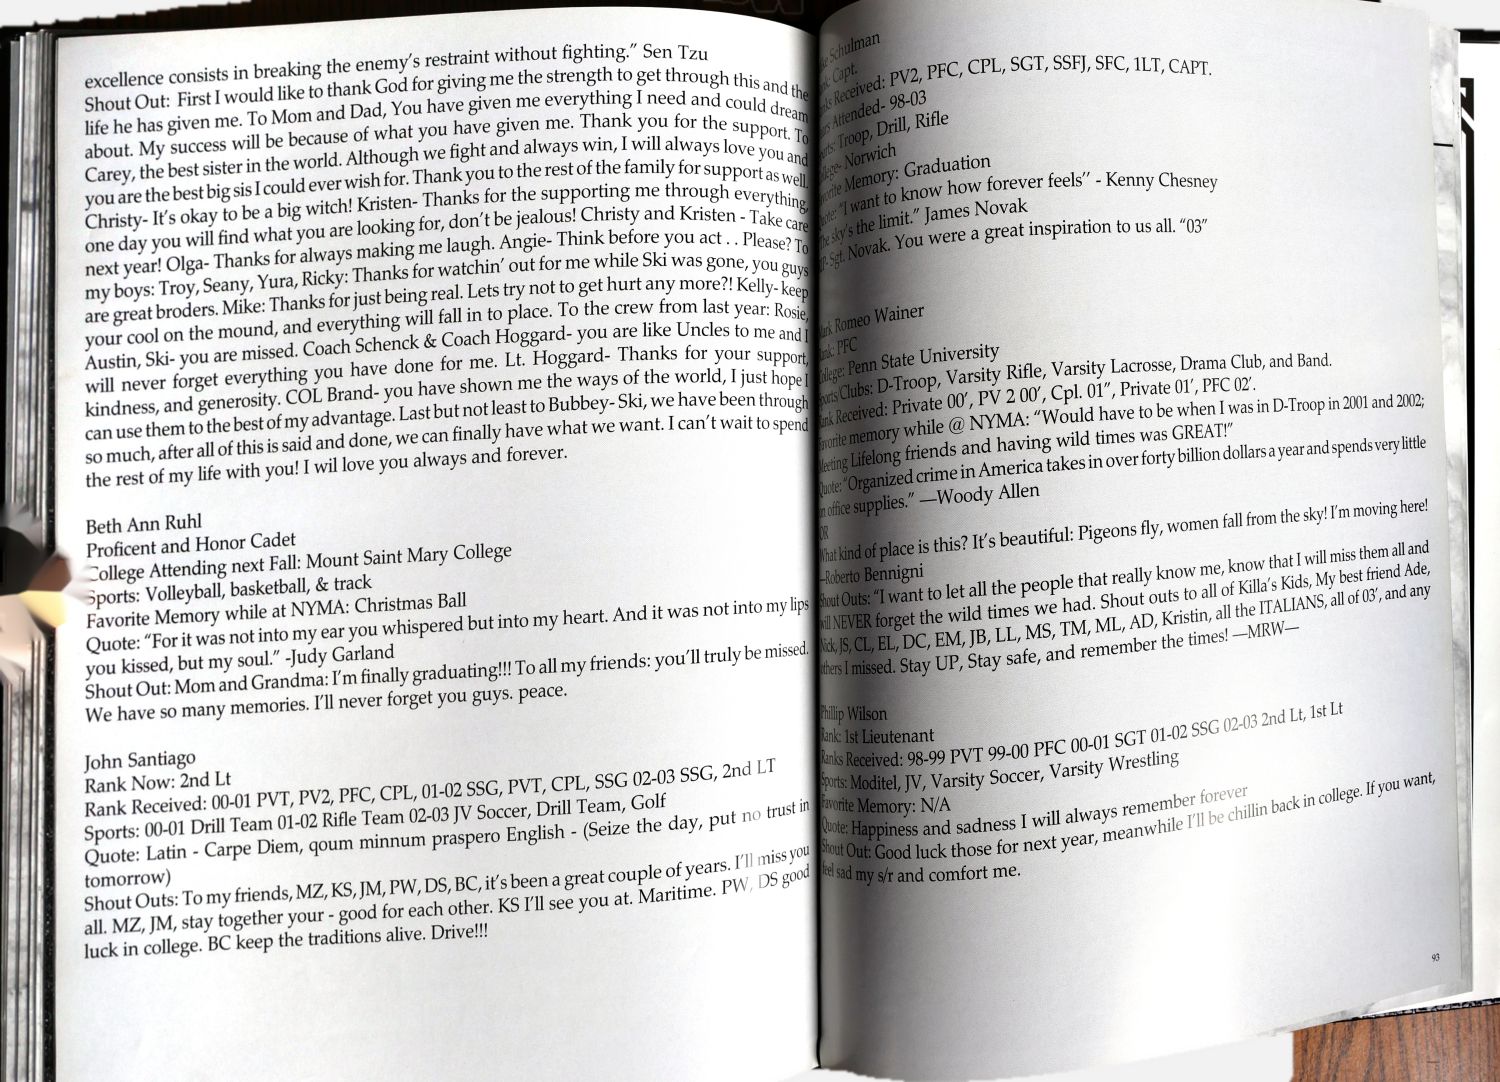 excellence consists in breaking the enemy's restraint without fighting." Sen Tzu
Shout Out: First I would like to thank God for giving me the strength to get through this and the
life he has given me. To Mom and Dad, You have given me everything I need and could dream
about. My success will be because of what you have given me. Thank you for the support. To
Carey, the best sister in the world. Although we fight and always win, I will always love you and
you are the best big sis I could ever wish for. Thank you to the rest of the family for support as well.
Christy- It's okay to be a big witch! Kristen- Thanks for the supporting me through everything,
one day you will find what you are looking for, don't be jealous! Christy and Kristen - Take care
next year! Olga- Thanks for always making me laugh. Angie- Think before you act . . Please? To
my boys: Troy, Seany, Yura, Ricky: Thanks for watchin' out for me while Ski was gone, you guys
are great broders. Mike: Thanks for just being real. Lets try not to get hurt any more?! Kelly- keep
your cool on the mound, and everything will fall in to place. To the crew from last year: Rosie,
Austin, Ski- you are missed. Coach Schenck & Coach Hoggard- you are like Uncles to me and I
will never forget everything you have done for me. Lt. Hoggard- Thanks for your support,
kindness, and generosity. COL Brand- you have shown me the ways of the world, I just hope I
can use them to the best of my advantage. Last but not least to Bubbey- Ski, we have been through
so much, after all of this is said and done, we can finally have what we want. I can't wait to spend
the rest of my life with you! I wil love you always and forever.
Beth Ann Ruhl
Proficent and Honor Cadet
College Attending next Fall: Mount Saint Mary College
Sports: Volleyball, basketball, & track
Favorite Memory while at NYMA: Christmas Ball
Quote: "For it was not into my ear you whispered but into my heart. And it was not into my lips
you kissed, but my soul." -Judy Garland
Shout Out: Mom and Grandma: I'm finally graduating!!! To all my friends: you'll truly be missed.
We have so many memories. I'll never forget you guys. peace.
John Santiago
Rank Now: 2nd Lt
Rank Received: 00-01 PVT, PV2, PFC, CPL, 01-02 SSG, PVT, CPL, SSG 02-03 SSG, 2nd LT
Sports: 00-01 Drill Team 01-02 Rifle Team 02-03 JV Soccer, Drill Team, Golf
Quote: Latin - Carpe Diem, qoum minnum praspero English - (Seize the day, put no trust in
tomorrow)
Shout Outs: To my friends, MZ, KS, JM, PW, DS, BC, it's been a great couple of years. I'll miss you
all. MZ, JM, stay together your - good for each other. KS I'll see you at. Maritime. PW, DS good
luck in college. BC keep the traditions alive. Drive!!!
Schulman
Capt.
Received: PV2, PFC, CPL, SGT, SSFJ, SFC, 1LT, CAPT.
Attended- 98-03
Troop, Drill, Rifle
Norwich
Memory: Graduation
"I want to know how forever feels" - Kenny Chesney
sky's the limit." James Novak
Sgt. Novak. You were a great inspiration to us all. "03"
Mark Romeo Wainer
Rank: PFC
College: Penn State University
Sports/Clubs: D-Troop, Varsity Rifle, Varsity Lacrosse, Drama Club, and Band.
Rank Received: Private 00', PV 2 00', Cpl. 01", Private 01', PFC 02'.
Favorite memory while @ NYMA: "Would have to be when I was in D-Troop in 2001 and 2002;
Meeting Lifelong friends and having wild times was GREAT!"
Quote: "Organized crime in America takes in over forty billion dollars a year and spends very little
on office supplies." —Woody Allen
OR
What kind of place is this? It's beautiful: Pigeons fly, women fall from the sky! I'm moving here!
—Roberto Bennigni
Shout Outs: "I want to let all the people that really know me, know that I will miss them all and
will NEVER forget the wild times we had. Shout outs to all of Killa's Kids, My best friend Ade,
Nick, JS, CL, EL, DC, EM, JB, LL, MS, TM, ML, AD, Kristin, all the ITALIANS, all of 03', and any
others I missed. Stay UP, Stay safe, and remember the times! —MRW—
Phillip Wilson
Rank: 1st Lieutenant
Ranks Received: 98-99 PVT 99-00 PFC 00-01 SGT 01-02 SSG 02-03 2nd Lt, 1st Lt
Sports: Moditel, JV, Varsity Soccer, Varsity Wrestling
Favorite Memory: N/A
Quote: Happiness and sadness I will always remember forever
Shout Out: Good luck those for next year, meanwhile I'll be chillin back in college. If you want,
feel sad my s/r and comfort me.
93